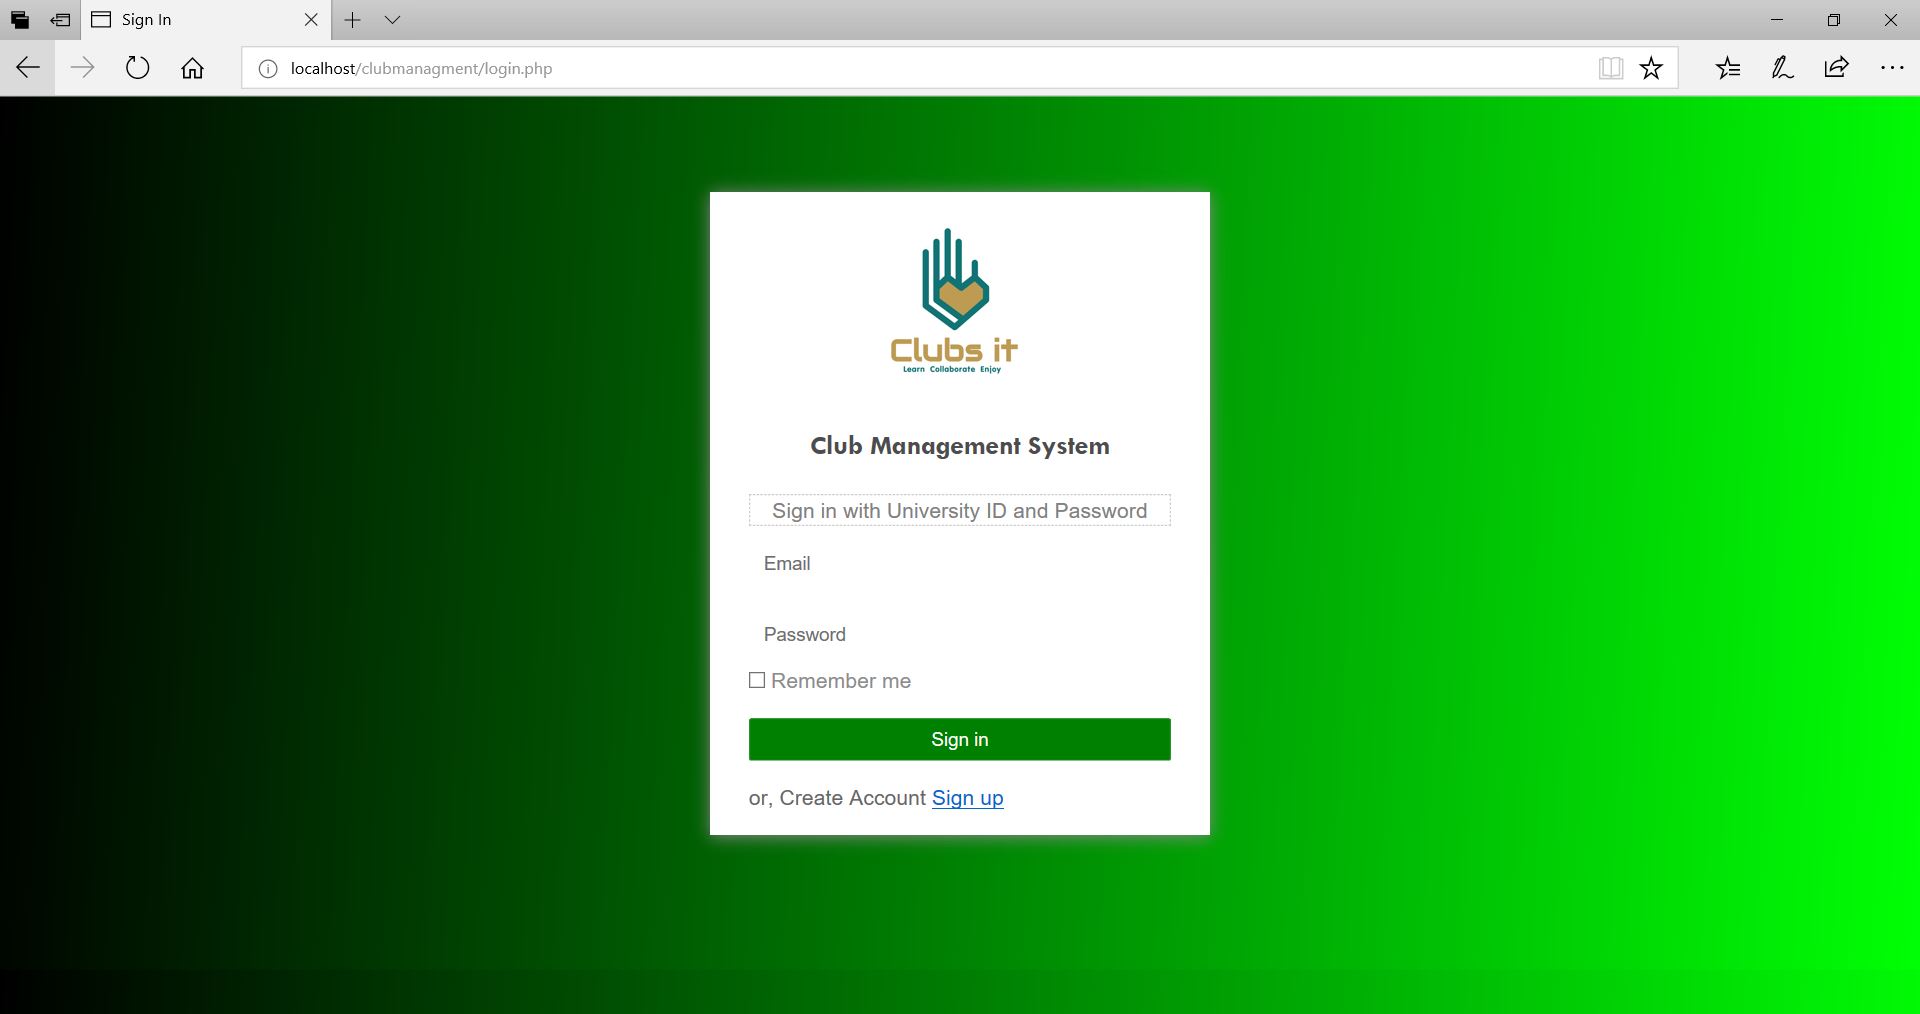 Sign In
localhost/clubmanagment/login.php
Clubs it
Learn Collaborate Enjoy
Club Management System
Sign in with University ID and Password
Email
Password
Remember me
Sign in
or, Create Account Sign up